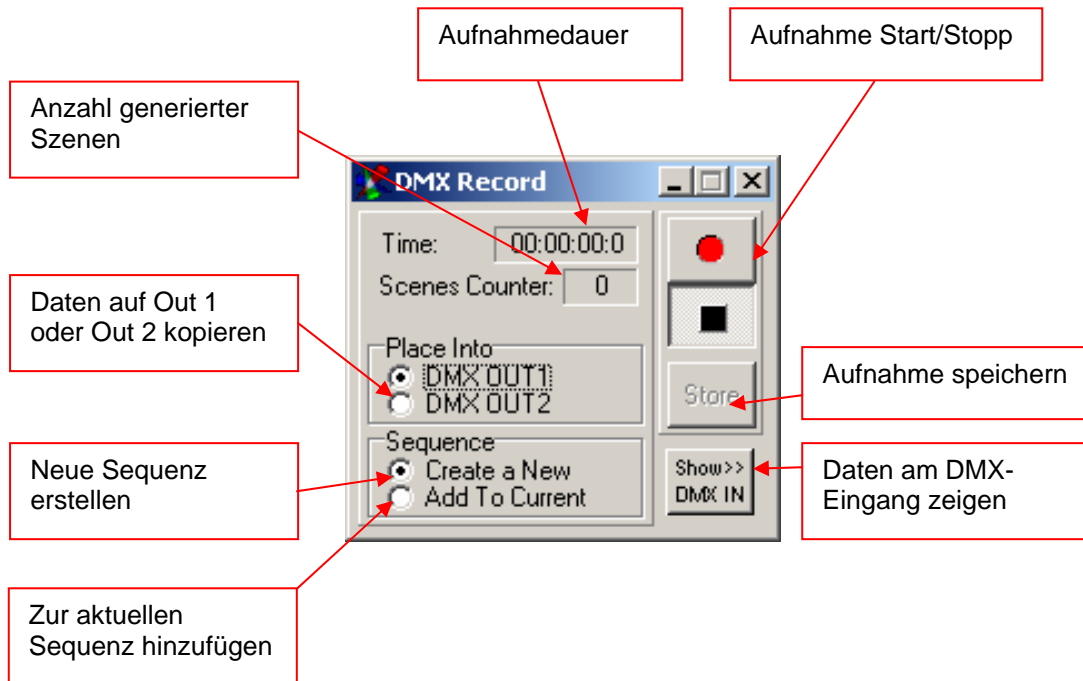 Aufnahmedauer
Aufnahme Start/Stopp
Anzahl generierter
Szenen
DMX Record
Time: 00:00:00:0
Scenes Counter: 0
Daten auf Out 1
oder Out 2 kopieren
Place Into
DMX OUT1
DMX OUT2
Store
Aufnahme speichern
Neue Sequenz
erstellen
Sequence
Create a New
Add To Current
Show>>
DMX IN
Daten am DMX-
Eingang zeigen
Zur aktuellen
Sequenz hinzufügen